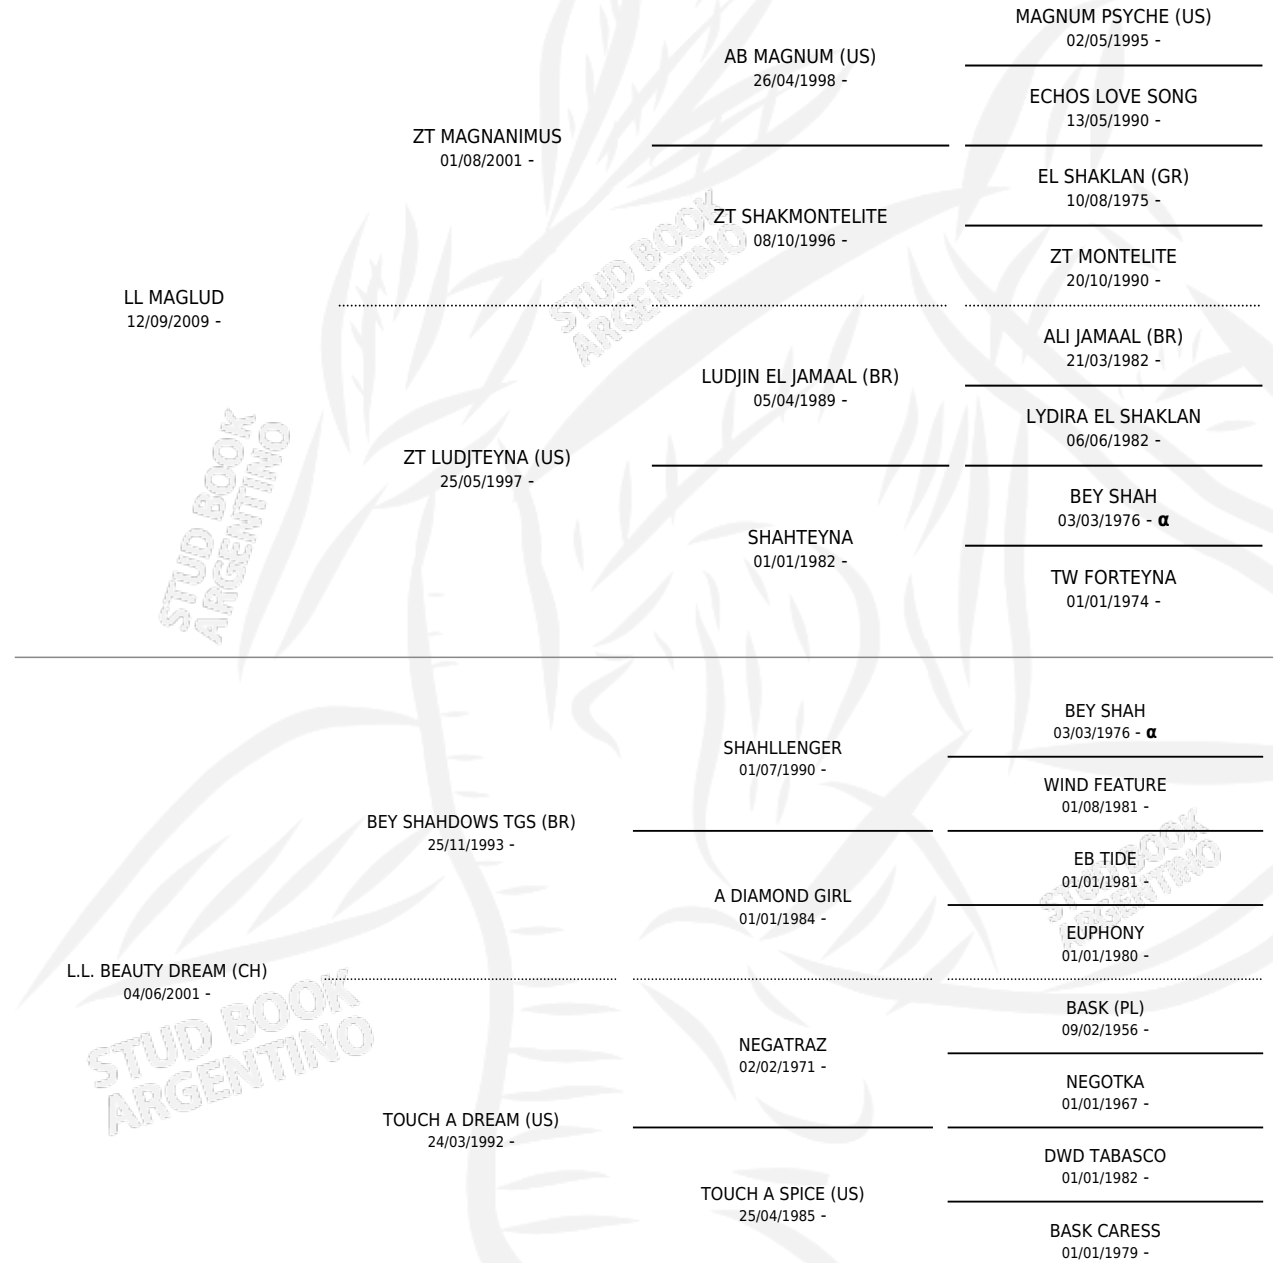 MAGNUM PSYCHE (US)
02/05/1995 -
AB MAGNUM (US)
26/04/1998 -
ECHOS LOVE SONG
13/05/1990 -
ZT MAGNANIMUS
01/08/2001 -
EL SHAKLAN (GR)
10/08/1975 -
ZT SHAKMONTELITE
08/10/1996 -
ZT MONTELITE
20/10/1990 -
LL MAGLUD
12/09/2009 -
ALI JAMAAL (BR)
21/03/1982 -
LUDJIN EL JAMAAL (BR)
05/04/1989 -
LYDIRA EL SHAKLAN
06/06/1982 -
ZT LUDJTEYNA (US)
25/05/1997 -
BEY SHAH
03/03/1976 - α
SHAHTEYNA
01/01/1982 -
TW FORTEYNA
01/01/1974 -
BEY SHAH
03/03/1976 - α
SHAHLLENGER
01/07/1990 -
WIND FEATURE
01/08/1981 -
BEY SHAHDOWS TGS (BR)
25/11/1993 -
EB TIDE
01/01/1981 -
A DIAMOND GIRL
01/01/1984 -
EUPHONY
01/01/1980 -
L.L. BEAUTY DREAM (CH)
04/06/2001 -
BASK (PL)
09/02/1956 -
NEGATRAZ
02/02/1971 -
NEGOTKA
01/01/1967 -
TOUCH A DREAM (US)
24/03/1992 -
DWD TABASCO
01/01/1982 -
TOUCH A SPICE (US)
25/04/1985 -
BASK CARESS
01/01/1979 -
STUD BOOK
ARGENTINO
STUD BOOK
ARGENTINO
STUD BOOK
ARGENTINO
STUD BOOK
ARGENTINO